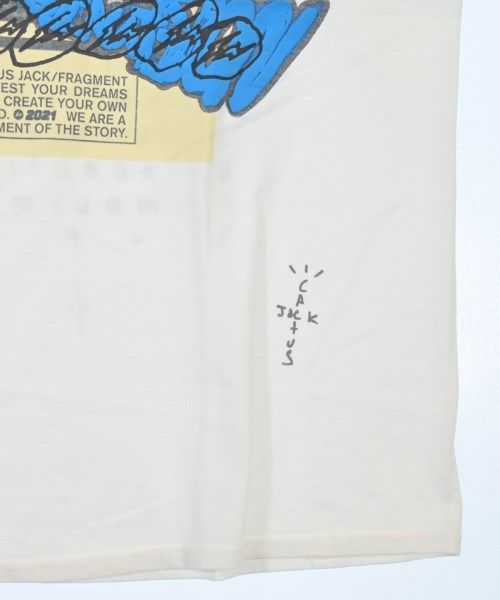 US JACK/FRAGMENT
EST YOUR DREAMS
CREATE YOUR OWN
D. © 2021 WE ARE A
MENT OF THE STORY.
CACTUS
JACK